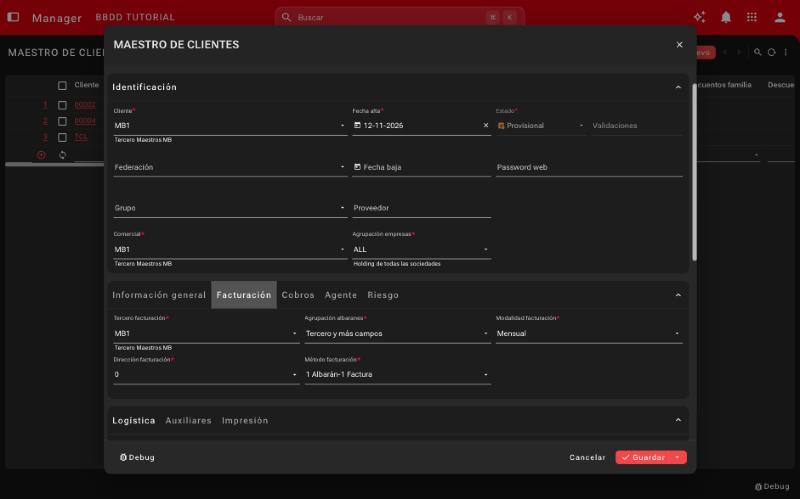 Manager BBDD TUTORIAL Buscar ⌘ K
MAESTRO DE CLIEN
MAESTRO DE CLIENTES
Cliente cuentos familia Descue
1 00002
2 00004
3 TCL
Identificación
Cliente* Fecha alta* Estado*
MB1 12-11-2026 Provisional Validaciones
Tercero Maestros MB
Federación Fecha baja Password web
Grupo Proveedor
Comercial* Agrupación empresas*
MB1 ALL
Tercero Maestros MB Holding de todas las sociedades
Información general Facturación Cobros Agente Riesgo
Tercero facturación* Agrupación albaranes* Modalidad facturación*
MB1 Tercero y más campos Mensual
Tercero Maestros MB
Dirección facturación* Método facturación*
0 1 Albarán-1 Factura
Logística Auxiliares Impresión
Debug Cancelar Guardar
Debug